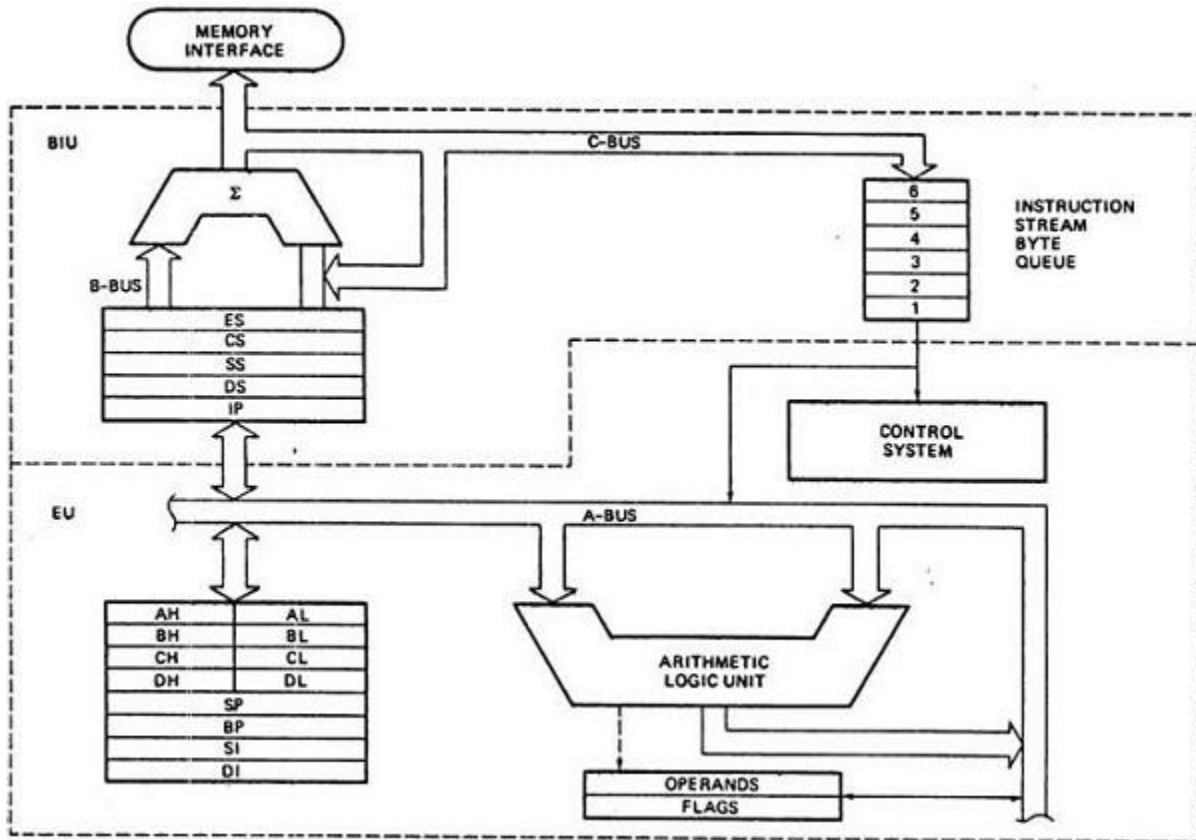 MEMORY
INTERFACE
BIU
C-BUS
Σ
6
5
4
3
2
1
INSTRUCTION
STREAM
BYTE
QUEUE
B-BUS
ES
CS
SS
DS
IP
CONTROL
SYSTEM
EU
A-BUS
AH AL
BH BL
CH CL
DH DL
SP
BP
SI
DI
ARITHMETIC
LOGIC UNIT
OPERANDS
FLAGS